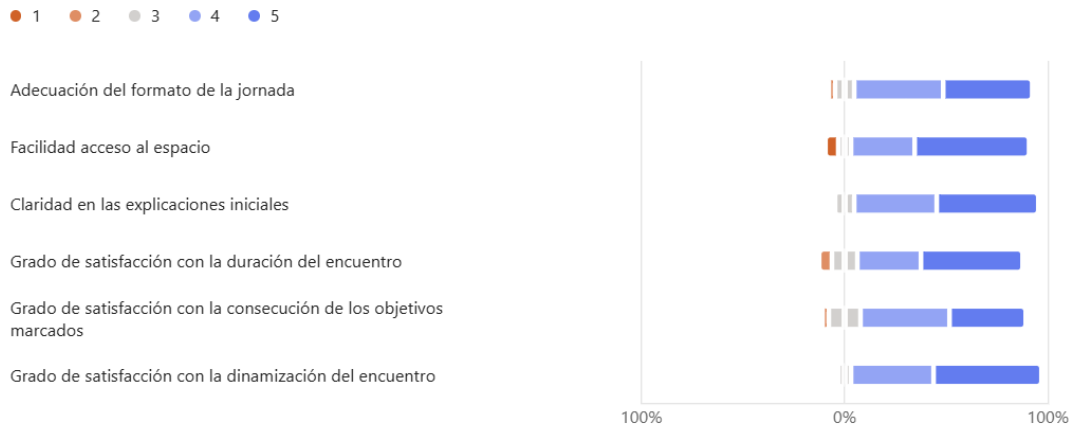 1 2 3 4 5
Adecuación del formato de la jornada
Facilidad acceso al espacio
Claridad en las explicaciones iniciales
Grado de satisfacción con la duración del encuentro
Grado de satisfacción con la consecución de los objetivos
marcados
Grado de satisfacción con la dinamización del encuentro
100% 0% 100%